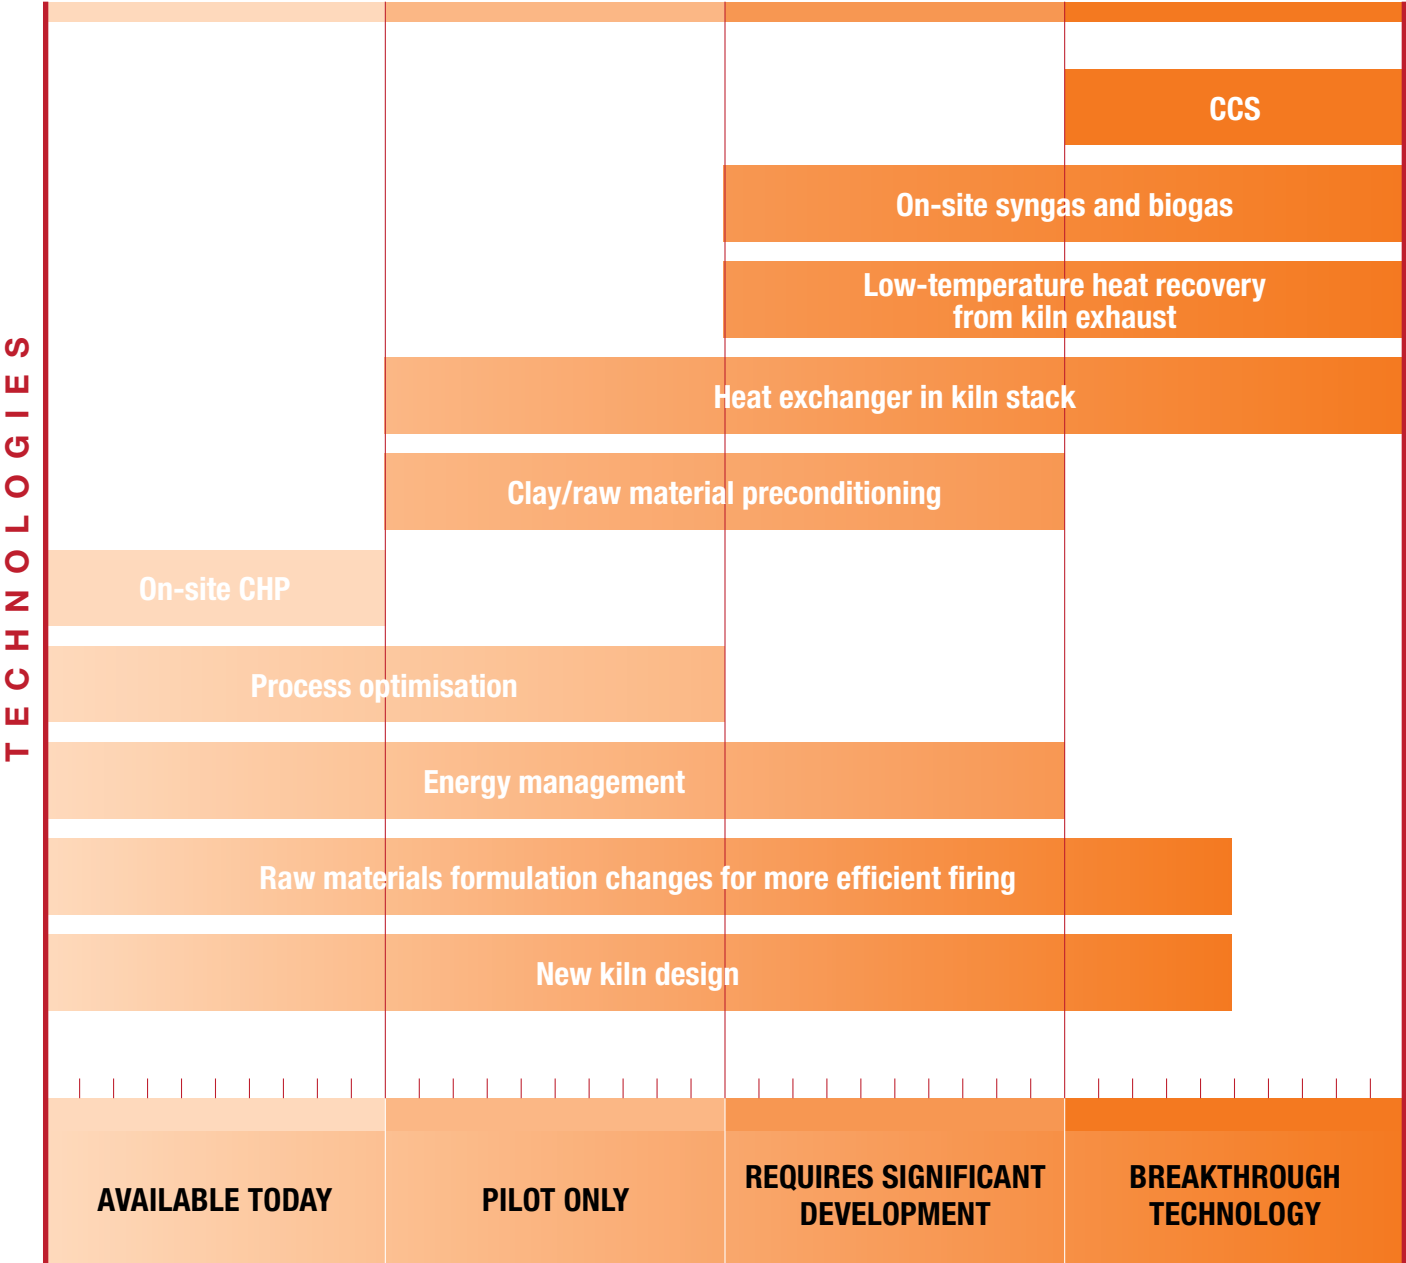 TECHNOLOGIES
CCS
On-site syngas and biogas
Low-temperature heat recovery
from kiln exhaust
Heat exchanger in kiln stack
Clay/raw material preconditioning
On-site CHP
Process optimisation
Energy management
Raw materials formulation changes for more efficient firing
New kiln design
AVAILABLE TODAY
PILOT ONLY
REQUIRES SIGNIFICANT
DEVELOPMENT
BREAKTHROUGH
TECHNOLOGY